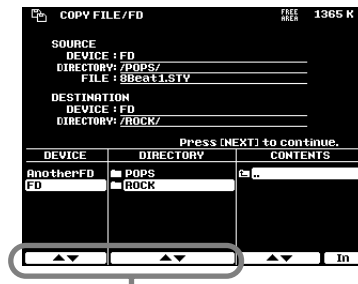 COPY FILE/FD FREE AREA 1365 K
SOURCE
DEVICE : FD
DIRECTORY: /POPS/
FILE : 8Beat1.STY
DESTINATION
DEVICE : FD
DIRECTORY: /ROCK/
Press [NEXT] to continue.
DEVICE DIRECTORY CONTENTS
AnotherFD POPS ..
FD ROCK
▲▼ ▲▼ ▲▼ In